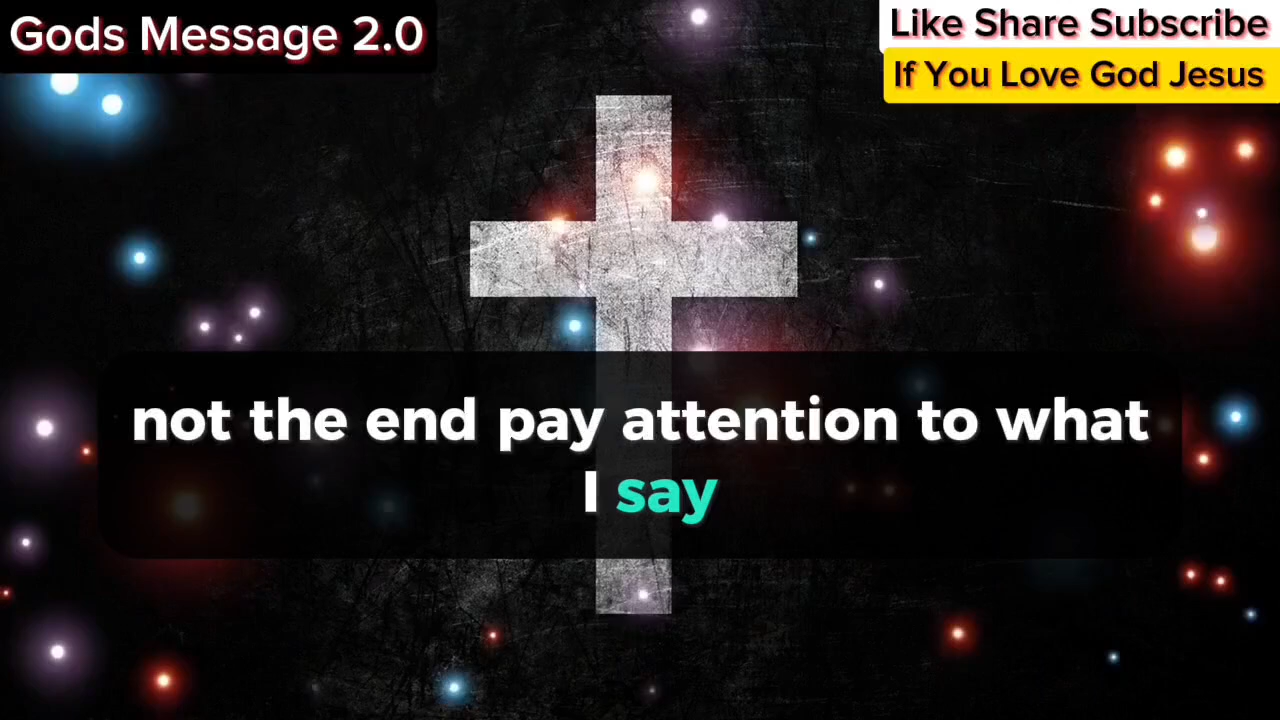 Gods Message 2.0
Like Share Subscribe
If You Love God Jesus
not the end pay attention to what
I say